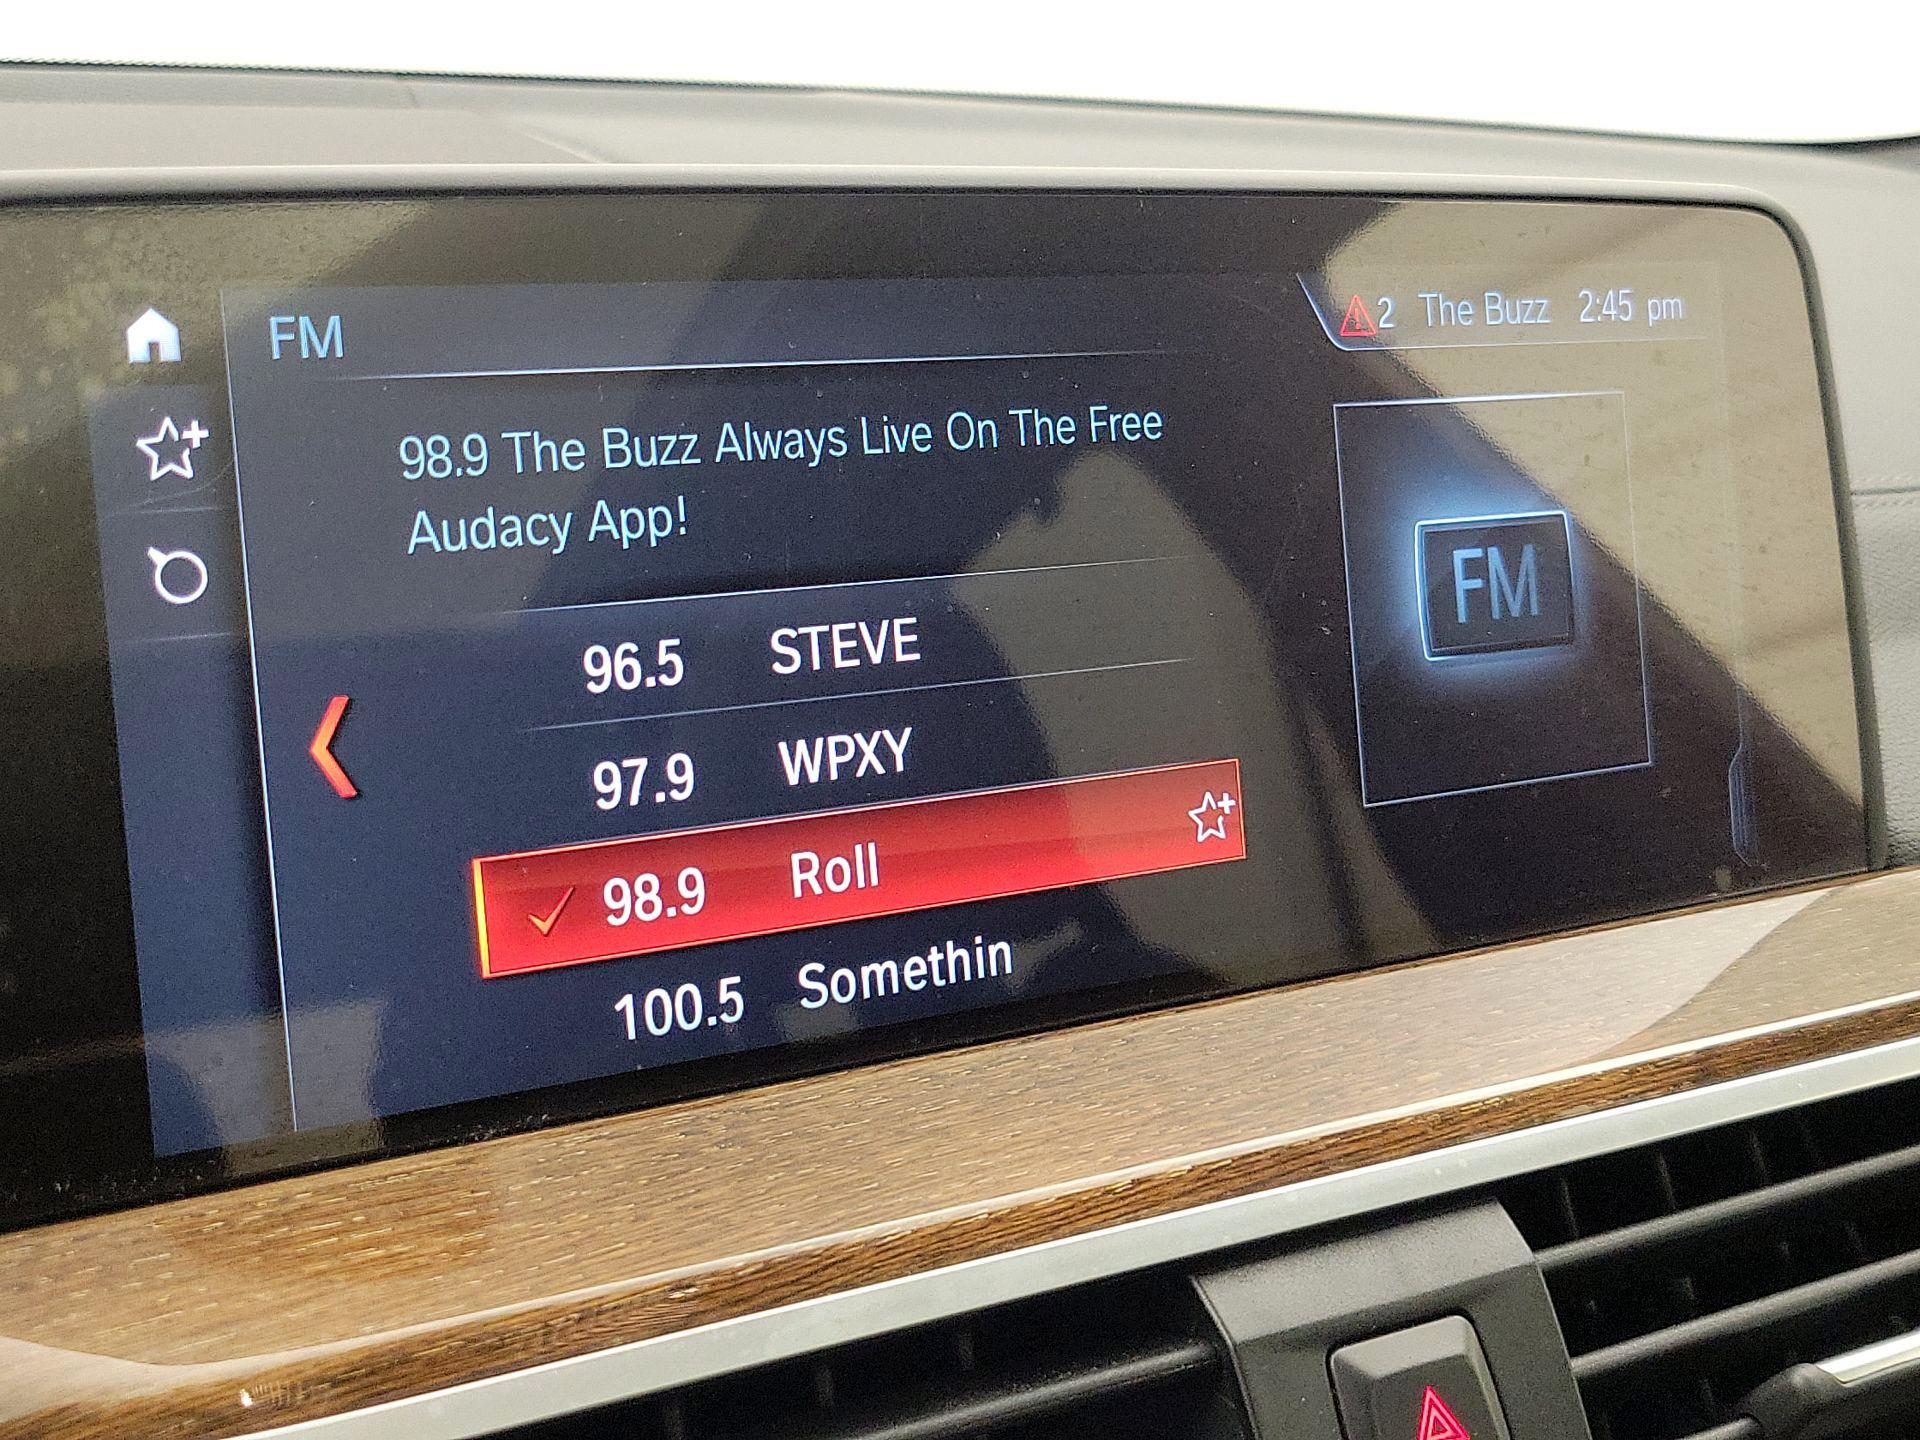 FM
2 The Buzz 2:45 pm
98.9 The Buzz Always Live On The Free
Audacy App!
FM
96.5 STEVE
97.9 WPXY
98.9 Roll
100.5 Somethin